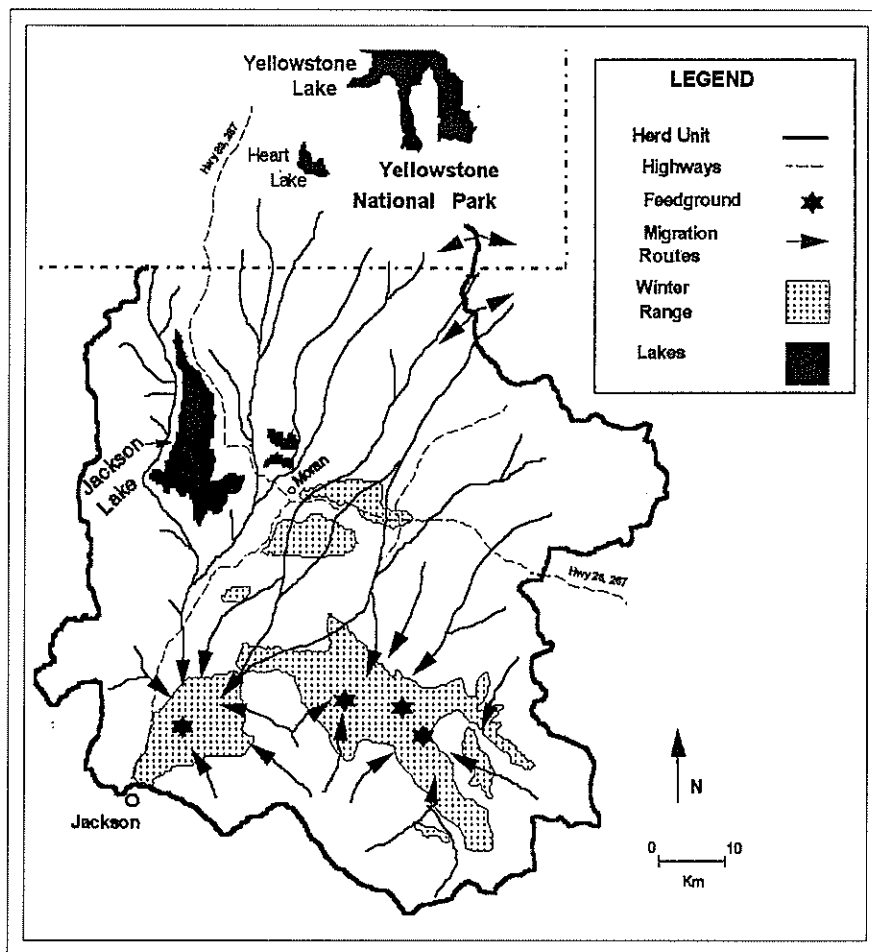 Yellowstone
Lake
Hwy 89, 287
Heart
Lake
Yellowstone
National Park
Jackson
Lake
Moran
Hwy 26, 287
Jackson
LEGEND
Herd Unit
Highways
Feedground
Migration
Routes
Winter
Range
Lakes
N
0 10
Km